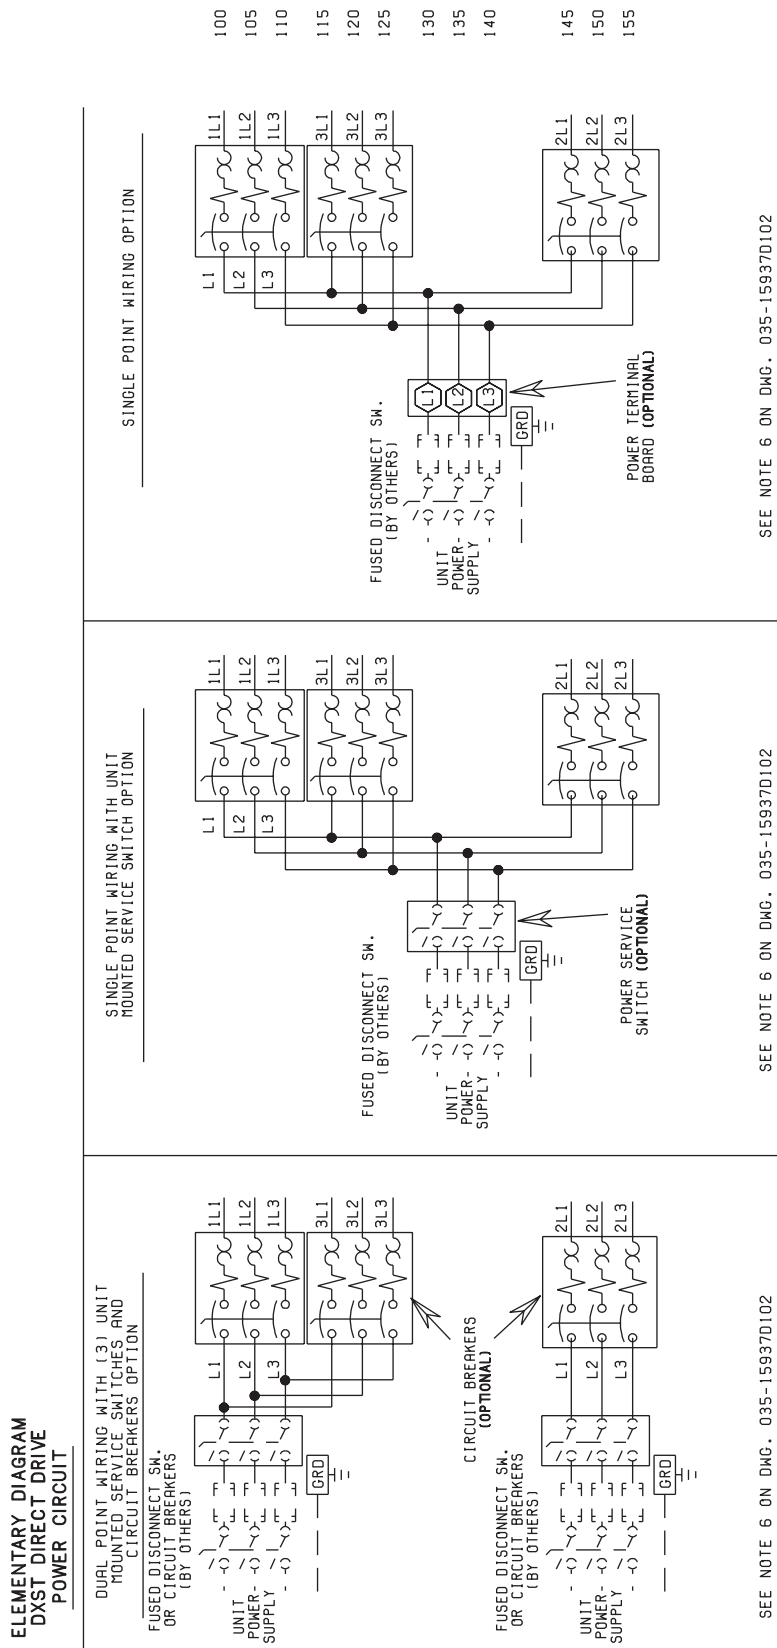 ELEMENTARY DIAGRAM
DXST DIRECT DRIVE
POWER CIRCUIT
DUAL POINT WIRING WITH (3) UNIT
MOUNTED SERVICE SWITCHES AND
CIRCUIT BREAKERS OPTION
FUSED DISCONNECT SW.
OR CIRCUIT BREAKERS
(BY OTHERS)
UNIT
POWER
SUPPLY
GRD
L1
L2
L3
1L1
1L2
1L3
3L1
3L2
3L3
CIRCUIT BREAKERS
(OPTIONAL)
FUSED DISCONNECT SW.
OR CIRCUIT BREAKERS
(BY OTHERS)
UNIT
POWER
SUPPLY
GRD
L1
L2
L3
2L1
2L2
2L3
SEE NOTE 6 ON DWG. 035-15937D102
SINGLE POINT WIRING WITH UNIT
MOUNTED SERVICE SWITCH OPTION
L1
L2
L3
1L1
1L2
1L3
3L1
3L2
3L3
FUSED DISCONNECT SW.
(BY OTHERS)
UNIT
POWER
SUPPLY
GRD
POWER SERVICE
SWITCH (OPTIONAL)
2L1
2L2
2L3
SEE NOTE 6 ON DWG. 035-15937D102
SINGLE POINT WIRING OPTION
L1
L2
L3
1L1
1L2
1L3
3L1
3L2
3L3
FUSED DISCONNECT SW.
(BY OTHERS)
UNIT
POWER
SUPPLY
L1
L2
L3
GRD
POWER TERMINAL
BOARD (OPTIONAL)
2L1
2L2
2L3
SEE NOTE 6 ON DWG. 035-15937D102
100
105
110
115
120
125
130
135
140
145
150
155